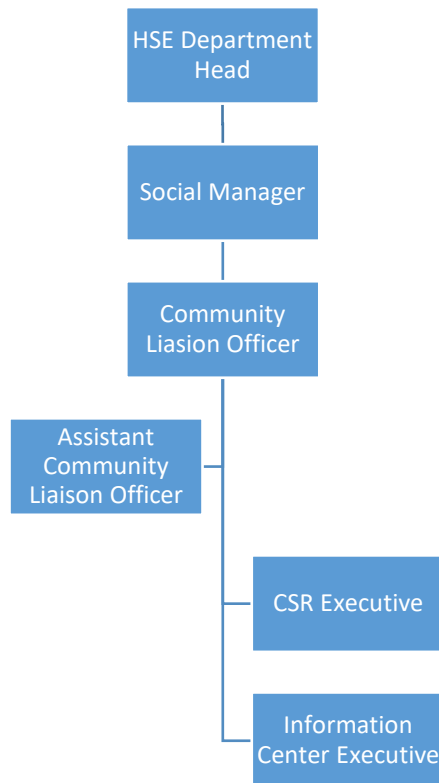 HSE Department
Head
Social Manager
Community
Liasion Officer
Assistant
Community
Liaison Officer
CSR Executive
Information
Center Executive